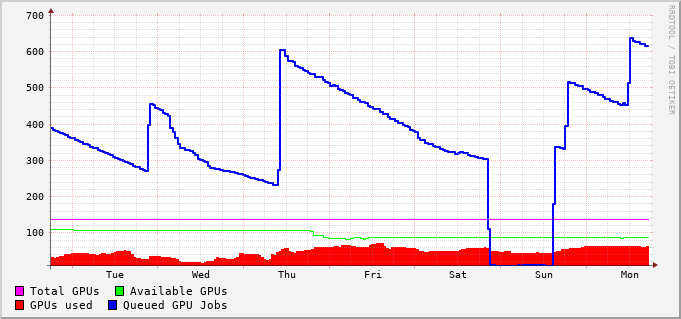 700
600
500
400
300
200
100
Tue Wed Thu Fri Sat Sun Mon
Total GPUs Available GPUs
GPUs used Queued GPU Jobs
RRDTOOL / TOBI OETIKER